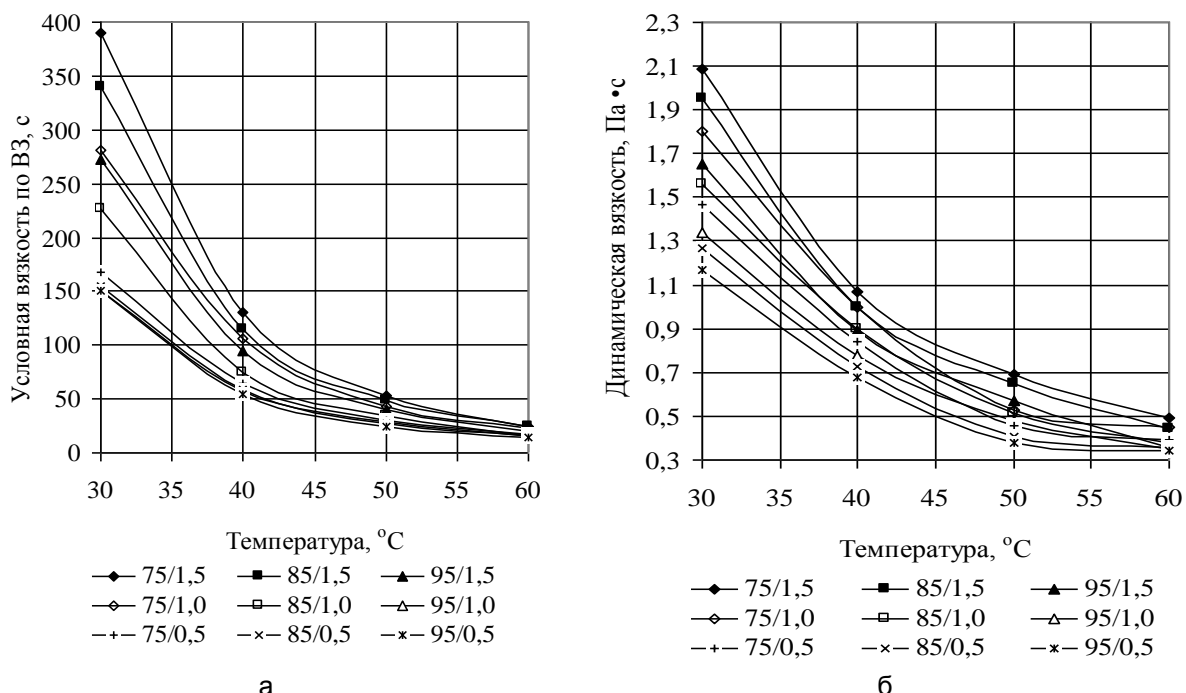 Условная вязкость по ВЗ, с
400
350
300
250
200
150
100
50
0
30 35 40 45 50 55 60
Температура, °С
75/1,5 85/1,5 95/1,5
75/1,0 85/1,0 95/1,0
75/0,5 85/0,5 95/0,5
а
Динамическая вязкость, Па•с
2,3
2,1
1,9
1,7
1,5
1,3
1,1
0,9
0,7
0,5
0,3
30 35 40 45 50 55 60
Температура, °С
75/1,5 85/1,5 95/1,5
75/1,0 85/1,0 95/1,0
75/0,5 85/0,5 95/0,5
б